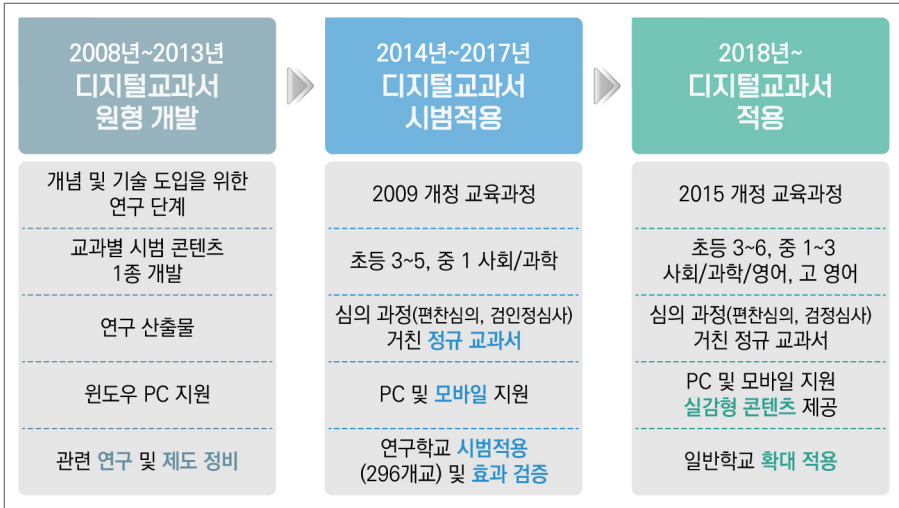 2008년~2013년
디지털교과서
원형 개발
개념 및 기술 도입을 위한
연구 단계
교과별 시범 콘텐츠
1종 개발
연구 산출물
윈도우 PC 지원
관련 연구 및 제도 정비
2014년~2017년
디지털교과서
시범적용
2009 개정 교육과정
초등 3~5, 중 1 사회/과학
심의 과정(편찬심의, 검인정심사)
거친 정규 교과서
PC 및 모바일 지원
연구학교 시범적용
(296개교) 및 효과 검증
2018년~
디지털교과서
적용
2015 개정 교육과정
초등 3~6, 중 1~3
사회/과학/영어, 고 영어
심의 과정(편찬심의, 검정심사)
거친 정규 교과서
PC 및 모바일 지원
실감형 콘텐츠 제공
일반학교 확대 적용